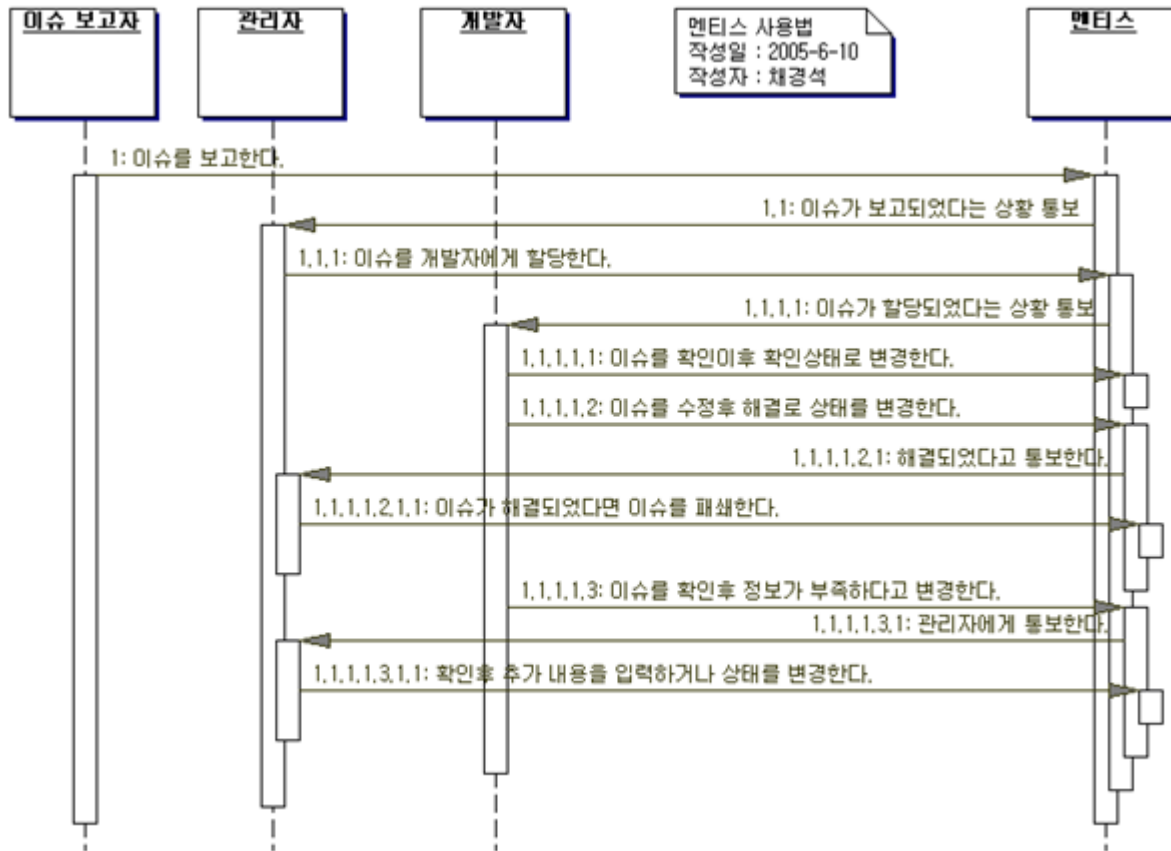 이슈 보고자
관리자
개발자
멘티스 사용법
작성일 : 2005-6-10
작성자 : 채경석
멘티스
1: 이슈를 보고한다.
1.1: 이슈가 보고되었다는 상황 통보
1.1.1: 이슈를 개발자에게 할당한다.
1.1.1.1: 이슈가 할당되었다는 상황 통보
1.1.1.1.1: 이슈를 확인이후 확인상태로 변경한다.
1.1.1.1.2: 이슈를 수정후 해결로 상태를 변경한다.
1.1.1.1.2.1: 해결되었다고 통보한다.
1.1.1.1.2.1.1: 이슈가 해결되었다면 이슈를 패쇄한다.
1.1.1.1.3: 이슈를 확인후 정보가 부족하다고 변경한다.
1.1.1.1.3.1: 관리자에게 통보한다.
1.1.1.1.3.1.1: 확인후 추가 내용을 입력하거나 상태를 변경한다.